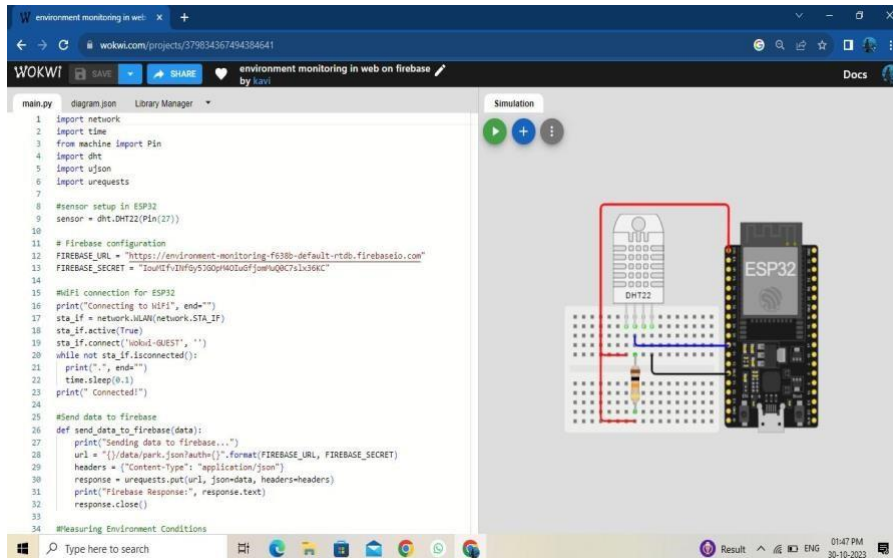 environment monitoring in web
wokwi.com/projects/379834367494384641
WOKWI SAVE SHARE environment monitoring in web on firebase
by kavi
Docs
main.py diagram.json Library Manager
Simulation
1 import network
2 import time
3 from machine import Pin
4 import dht
5 import ujson
6 import urequests
7
8 #sensor setup in ESP32
9 sensor = dht.DHT22(Pin(27))
10
11 # Firebase configuration
12 FIREBASE_URL = "https://environment-monitoring-f638b-default-rtdb.firebaseio.com"
13 FIREBASE_SECRET =
14
15 #WiFi connection for ESP32
16 print("Connecting to WiFi", end="")
17 sta_if = network.WLAN(network.STA_IF)
18 sta_if.active(True)
19 sta_if.connect('Wokwi-GUEST', '')
20 while not sta_if.isconnected():
21 print(".", end="")
22 time.sleep(0.1)
23 print(" Connected!")
24
25 #Send data to firebase
26 def send_data_to_firebase(data):
27 print("Sending data to firebase...")
28 url = "{}/data/park.json?auth={}".format(FIREBASE_URL, FIREBASE_SECRET)
29 headers = {"Content-Type": "application/json"}
30 response = urequests.put(url, json=data, headers=headers)
31 print("Firebase Response:", response.text)
32 response.close()
33
34 #Measuring Environment Conditions
DHT22
ESP32
Type here to search
Result
ENG
01:47 PM
30-10-2023